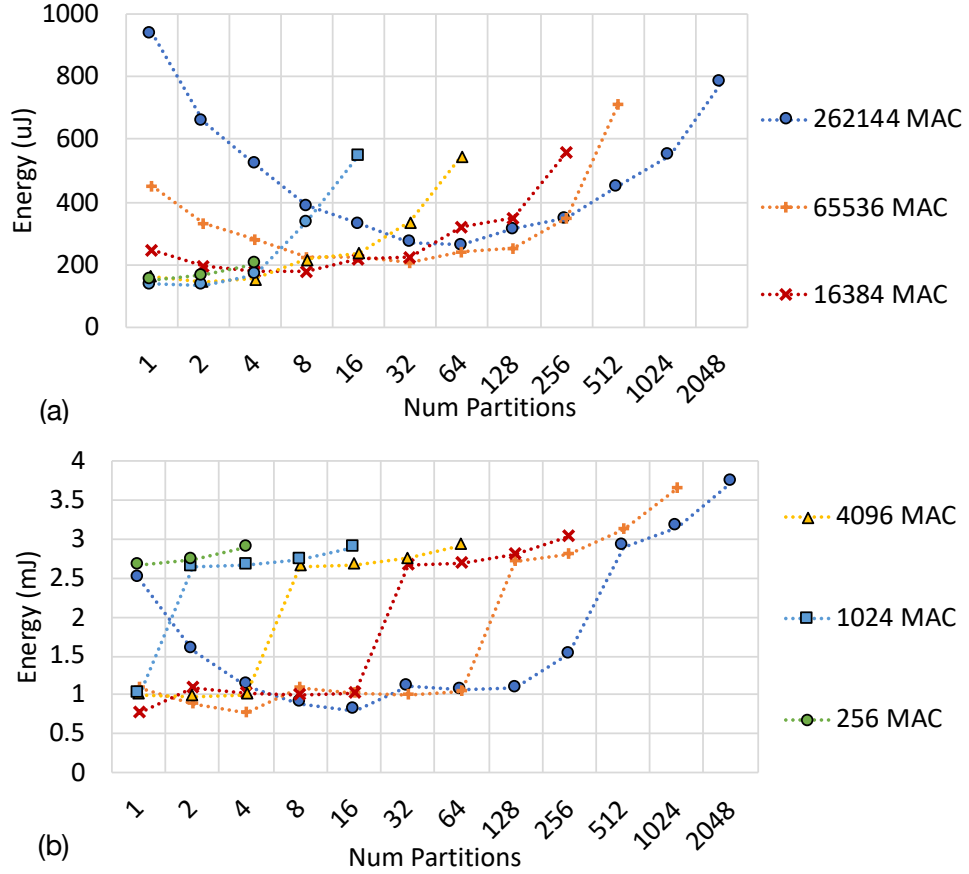 1000
800
600
400
200
0
Energy (uJ)
1 2 4 8 16 32 64 128 256 512 1024 2048
Num Partitions
(a)
262144 MAC
65536 MAC
16384 MAC
4
3.5
3
2.5
2
1.5
1
0.5
0
Energy (mJ)
1 2 4 8 16 32 64 128 256 512 1024 2048
Num Partitions
(b)
4096 MAC
1024 MAC
256 MAC